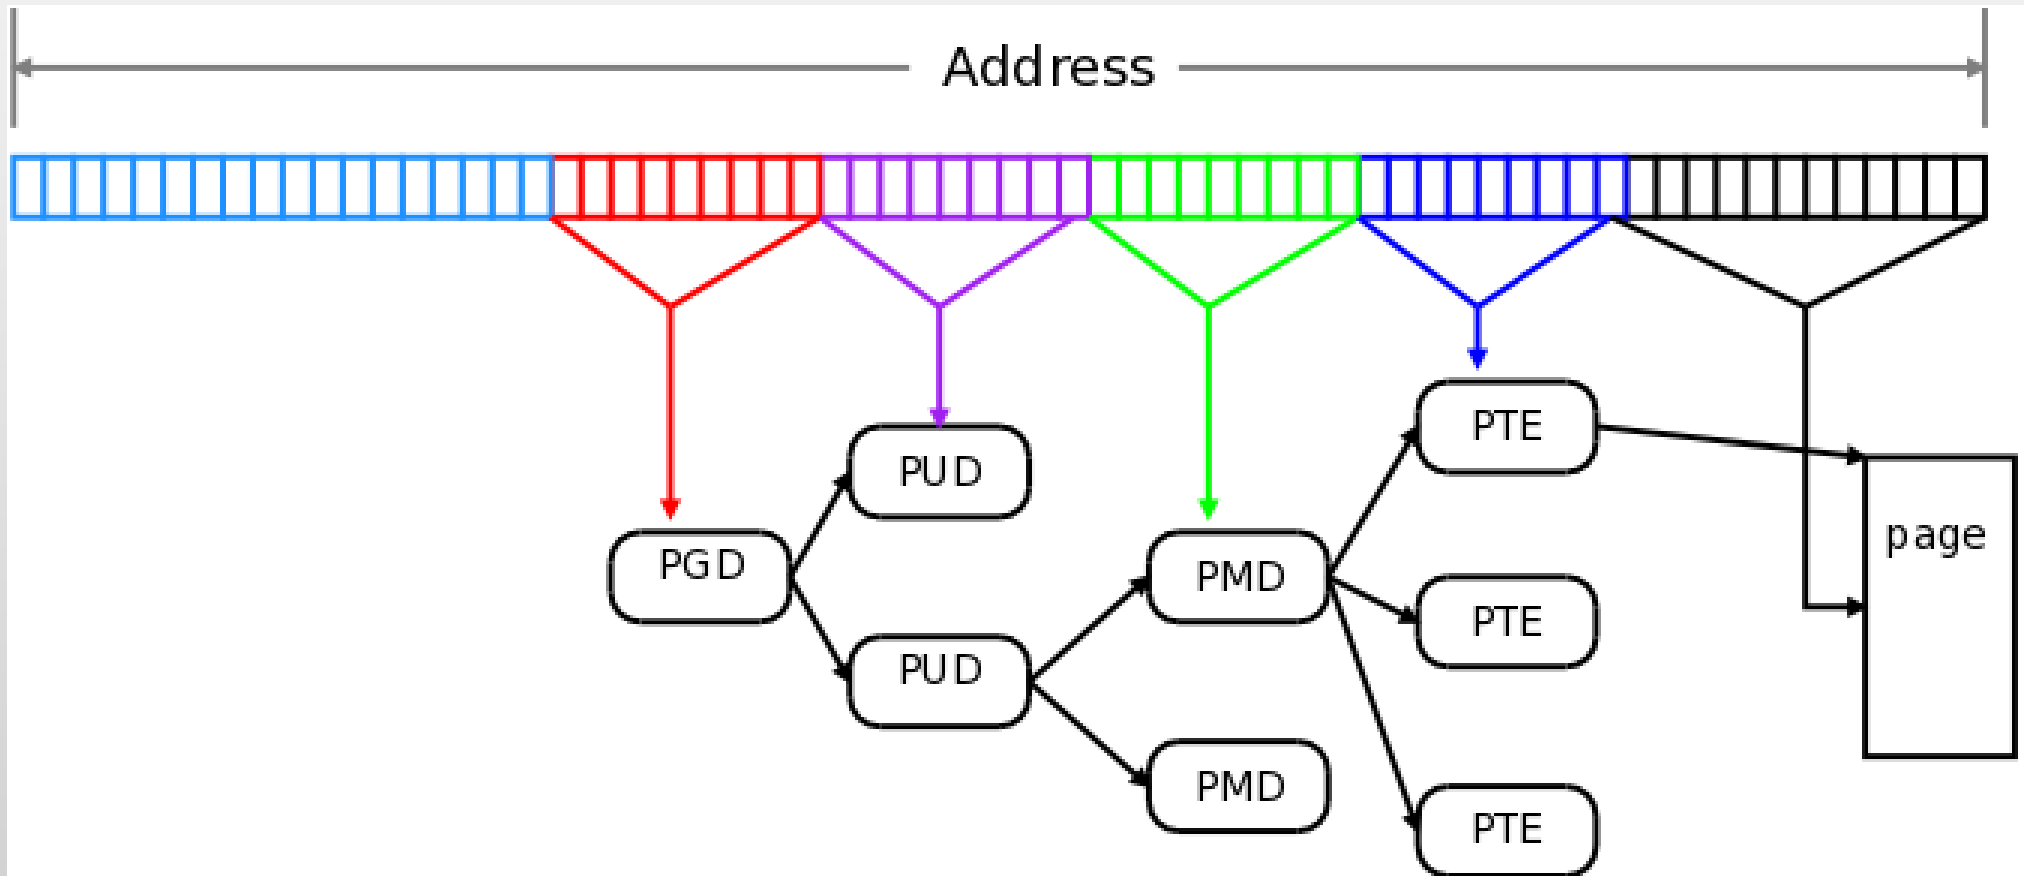 Address
PTE
PUD
page
PGD
PMD
PTE
PUD
PMD
PTE